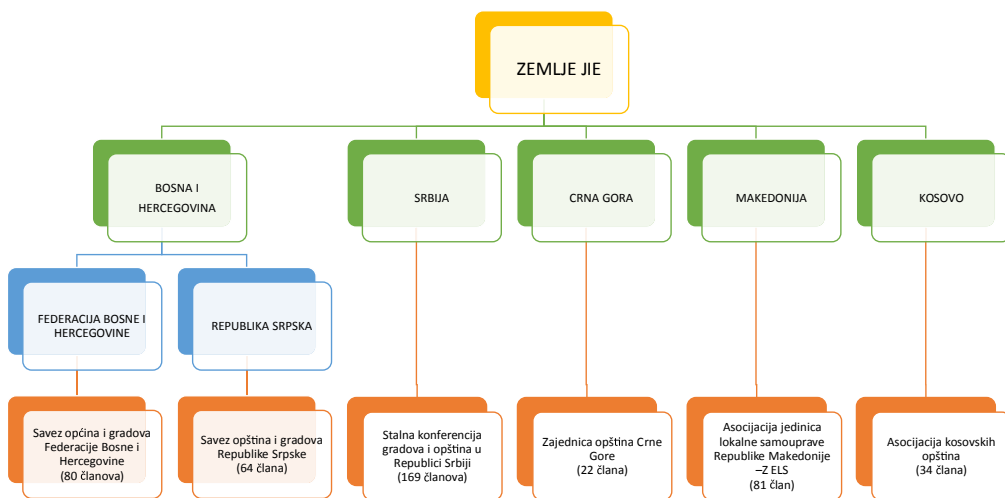 ZEMLJE JIE
BOSNA I
HERCEGOVINA
SRBIJA
CRNA GORA
MAKEDONIJA
KOSOVO
FEDERACIJA BOSNE I
HERCEGOVINE
REPUBLIKA SRPSKA
Savez općina i gradova
Federacije Bosne i
Hercegovine
(80 članova)
Savez opština i gradova
Republike Srpske
(64 člana)
Stalna konferencija
gradova i opština u
Republici Srbiji
(169 članova)
Zajednica opština Crne
Gore
(22 člana)
Asocijacija jedinica
lokalne samouprave
Republike Makedonije
–Z ELS
(81 član)
Asocijacija kosovskih
opština
(34 člana)